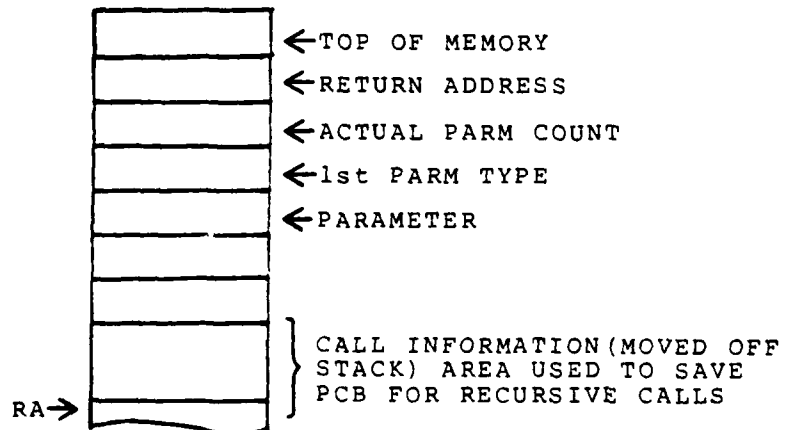 TOP OF MEMORY
RETURN ADDRESS
ACTUAL PARM COUNT
1st PARM TYPE
PARAMETER
CALL INFORMATION(MOVED OFF
STACK) AREA USED TO SAVE
PCB FOR RECURSIVE CALLS
RA